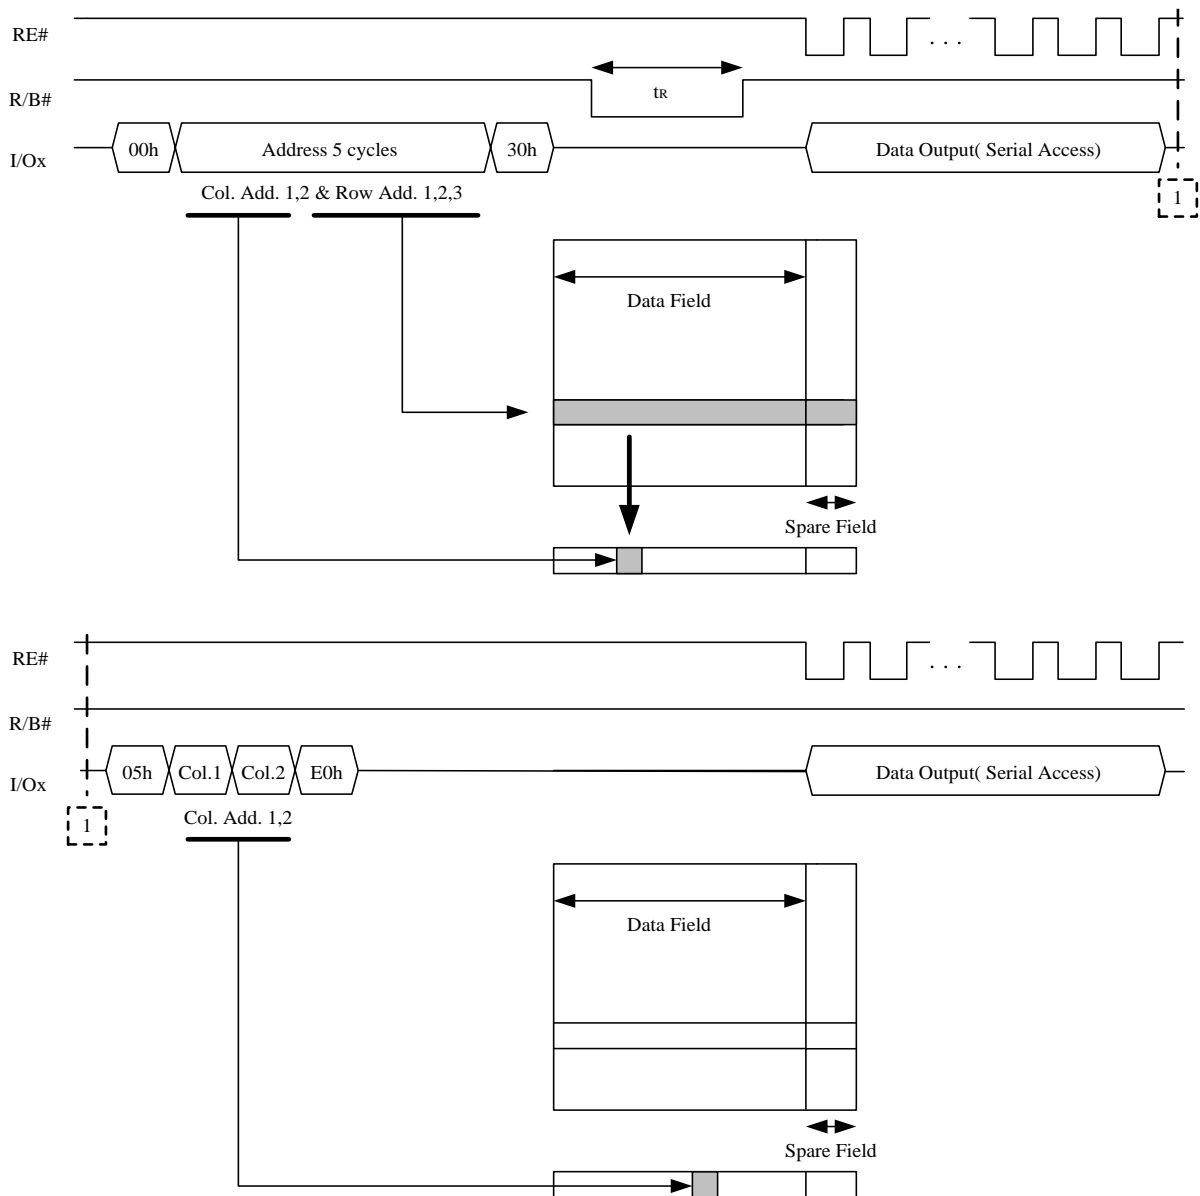 RE#
. . .
R/B#
tR
I/Ox
00h
Address 5 cycles
30h
Data Output( Serial Access)
Col. Add. 1,2 & Row Add. 1,2,3
1
Data Field
Spare Field
RE#
. . .
R/B#
I/Ox
05h
Col.1
Col.2
E0h
Data Output( Serial Access)
1
Col. Add. 1,2
Data Field
Spare Field